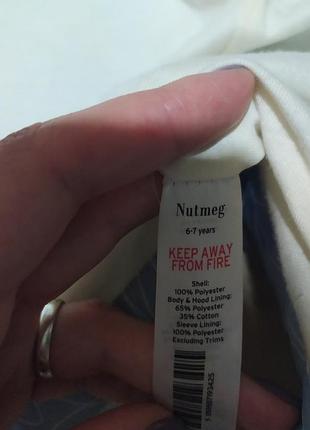 Nutmeg
6-7 years
KEEP AWAY
FROM FIRE
Shell:
100% Polyester
Body & Hood Lining:
65% Polyester
35% Cotton
Sleeve Lining:
100% Polyester
Excluding Trims